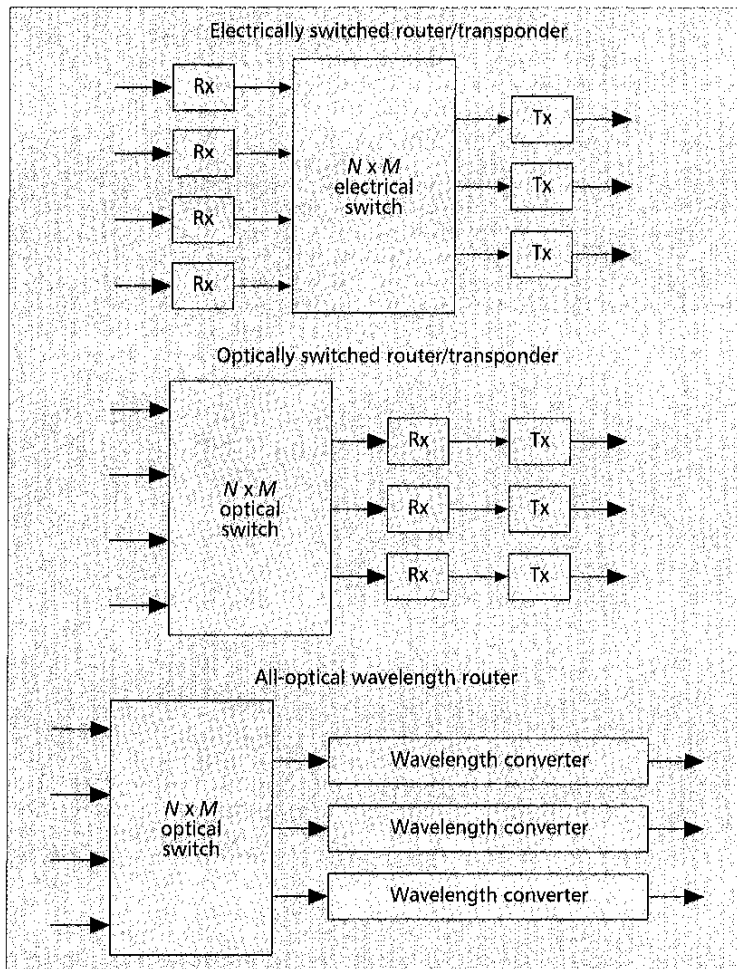 Electrically switched router/transponder
Rx
Rx
Rx
Rx
N x M
electrical
switch
Tx
Tx
Tx
Optically switched router/transponder
N x M
optical
switch
Rx
Tx
Rx
Tx
Rx
Tx
All-optical wavelength router
N x M
optical
switch
Wavelength converter
Wavelength converter
Wavelength converter